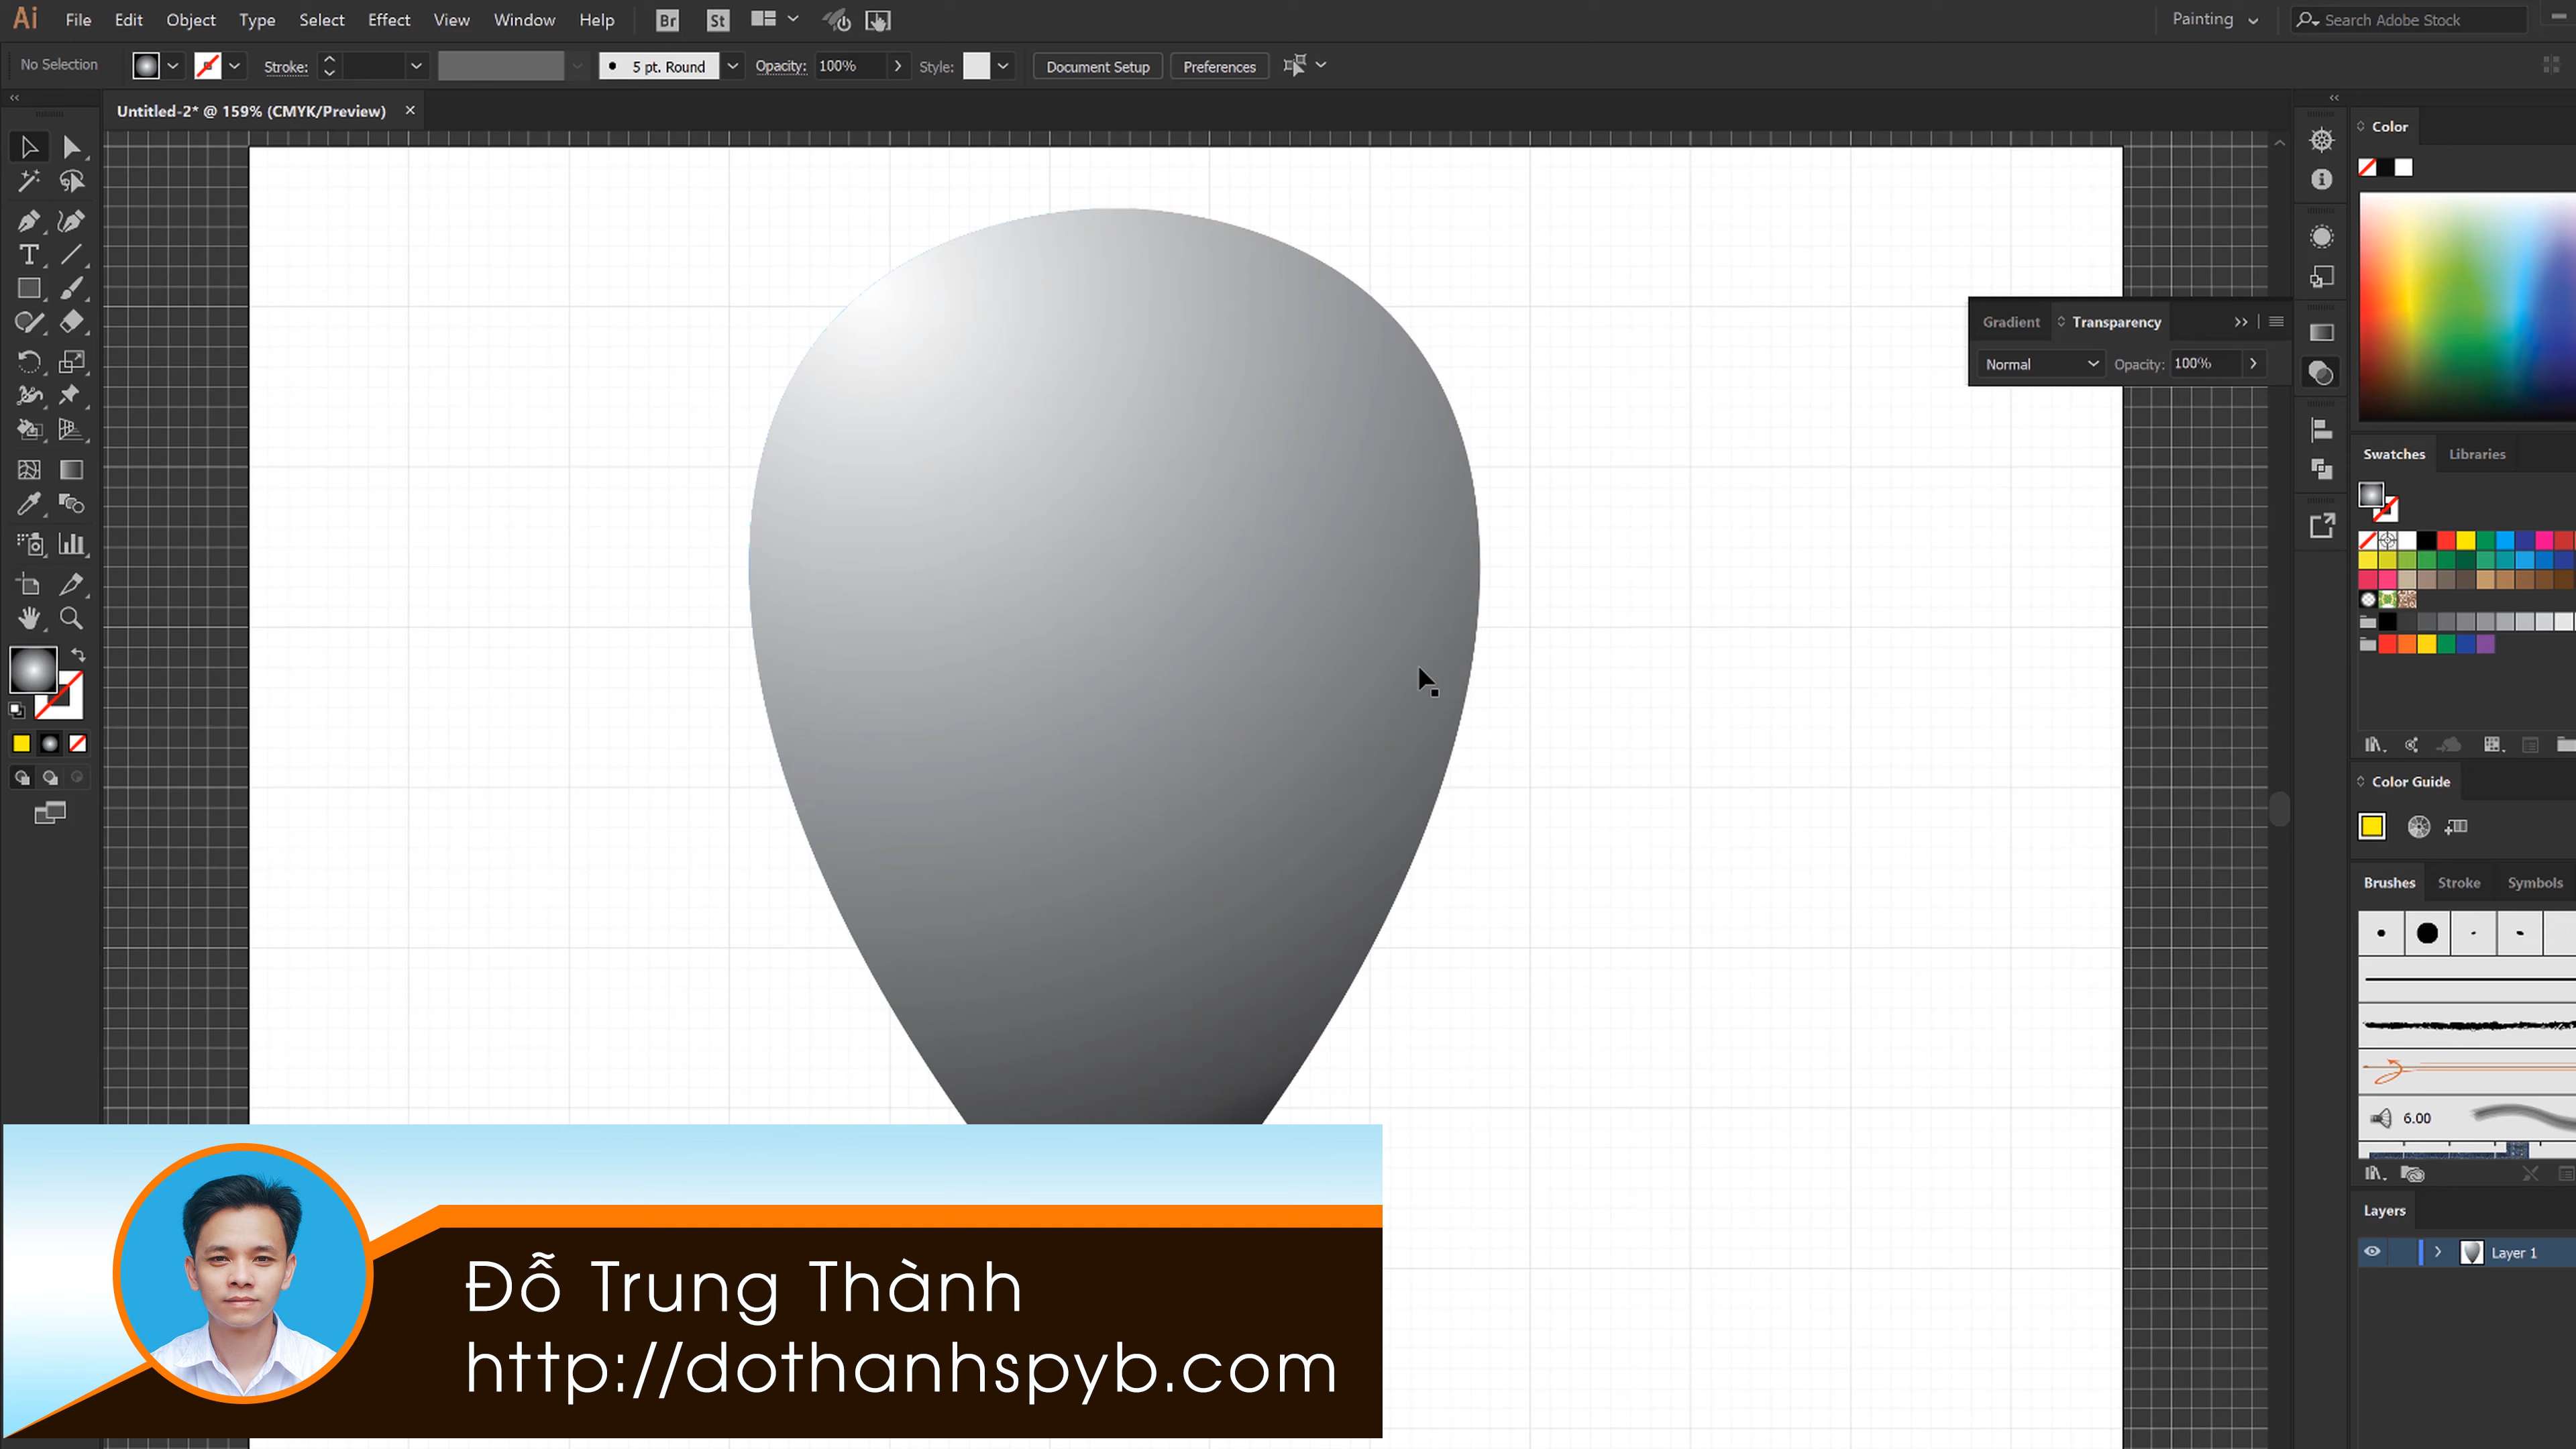 Ai File Edit Object Type Select Effect View Window Help Br St Painting Search Adobe Stock
No Selection Stroke: 5 pt. Round Opacity: 100% Style: Document Setup Preferences
Untitled-2* @ 159% (CMYK/Preview) ×
Color
Gradient Transparency
Normal Opacity: 100%
Swatches Libraries
Color Guide
Brushes Stroke Symbols
6.00
Layers
Layer 1
Đỗ Trung Thành
http://dothanhspyb.com